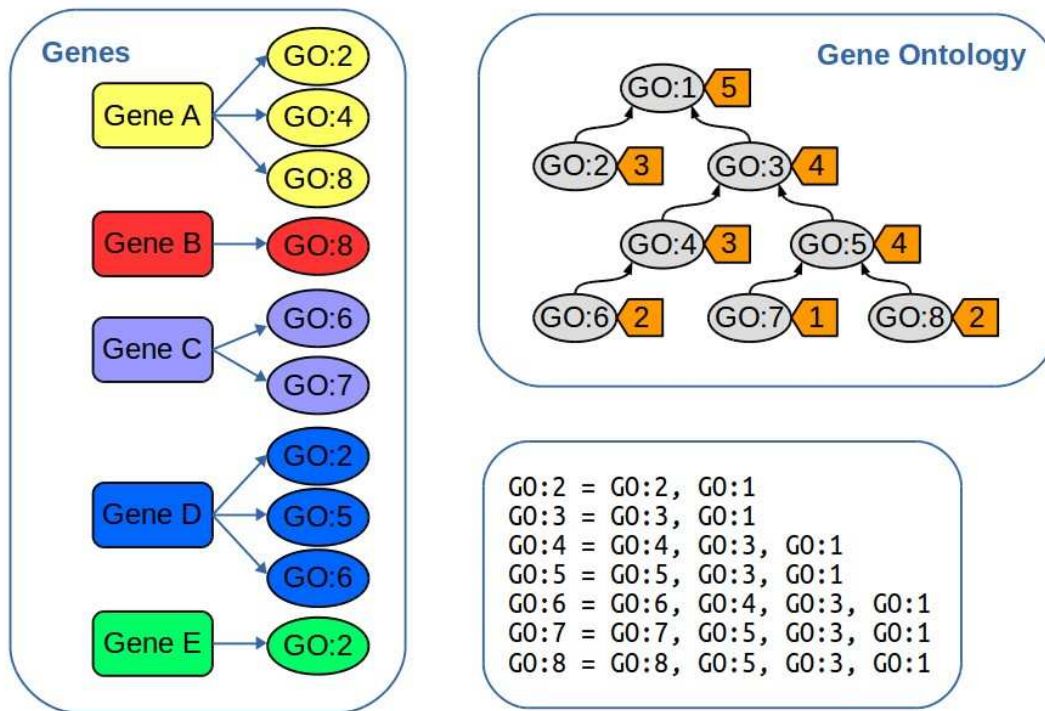 Genes
Gene A
GO:2
GO:4
GO:8
Gene B
GO:8
Gene C
GO:6
GO:7
Gene D
GO:2
GO:5
GO:6
Gene E
GO:2
Gene Ontology
GO:1 5
GO:2 3
GO:3 4
GO:4 3
GO:5 4
GO:6 2
GO:7 1
GO:8 2
GO:2 = GO:2, GO:1
GO:3 = GO:3, GO:1
GO:4 = GO:4, GO:3, GO:1
GO:5 = GO:5, GO:3, GO:1
GO:6 = GO:6, GO:4, GO:3, GO:1
GO:7 = GO:7, GO:5, GO:3, GO:1
GO:8 = GO:8, GO:5, GO:3, GO:1